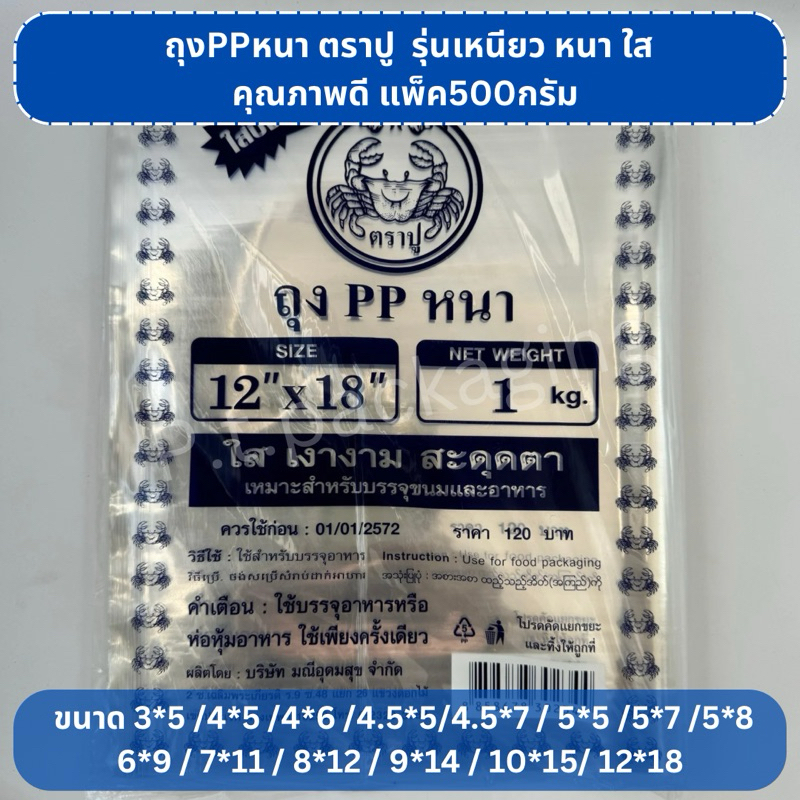 ถุงPPหนา ตราปู รุ่นเหนียว หนา ใส
คุณภาพดี แพ็ค500กรัม
ตราปู
ถุง PP หนา
SIZE
12"x18"
NET WEIGHT
1 kg.
ใส เงางาม สะดุดตา
เหมาะสำหรับบรรจุขนมและอาหาร
ควรใช้ก่อน : 01/01/2572 ราคา 120 บาท
วิธีใช้ : ใช้สำหรับบรรจุอาหาร Instruction : Use for food packaging
คำเตือน : ใช้บรรจุอาหารหรือ
ห่อหุ้มอาหาร ใช้เพียงครั้งเดียว
5
PP
โปรดคัดแยกขยะ
และทิ้งให้ถูกที่
ผลิตโดย : บริษัท มณีอุดมสุข จำกัด
ขนาด 3*5 /4*5 /4*6 /4.5*5/4.5*7 / 5*5 /5*7 /5*8
6*9 / 7*11 / 8*12 / 9*14 / 10*15/ 12*18